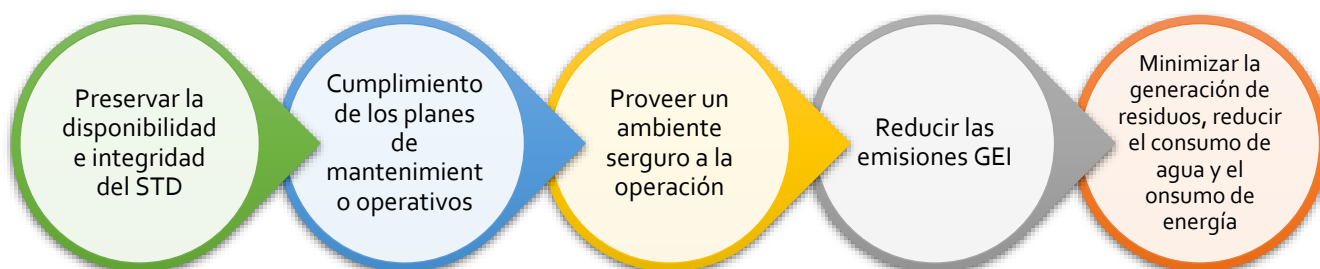 Preservar la
disponibilidad
e integridad
del STD
Cumplimiento
de los planes
de
mantenimient
o operativos
Proveer un
ambiente
serguro a la
operación
Reducir las
emisiones GEI
Minimizar la
generación de
residuos, reducir
el consumo de
agua y el
onsumo de
energía